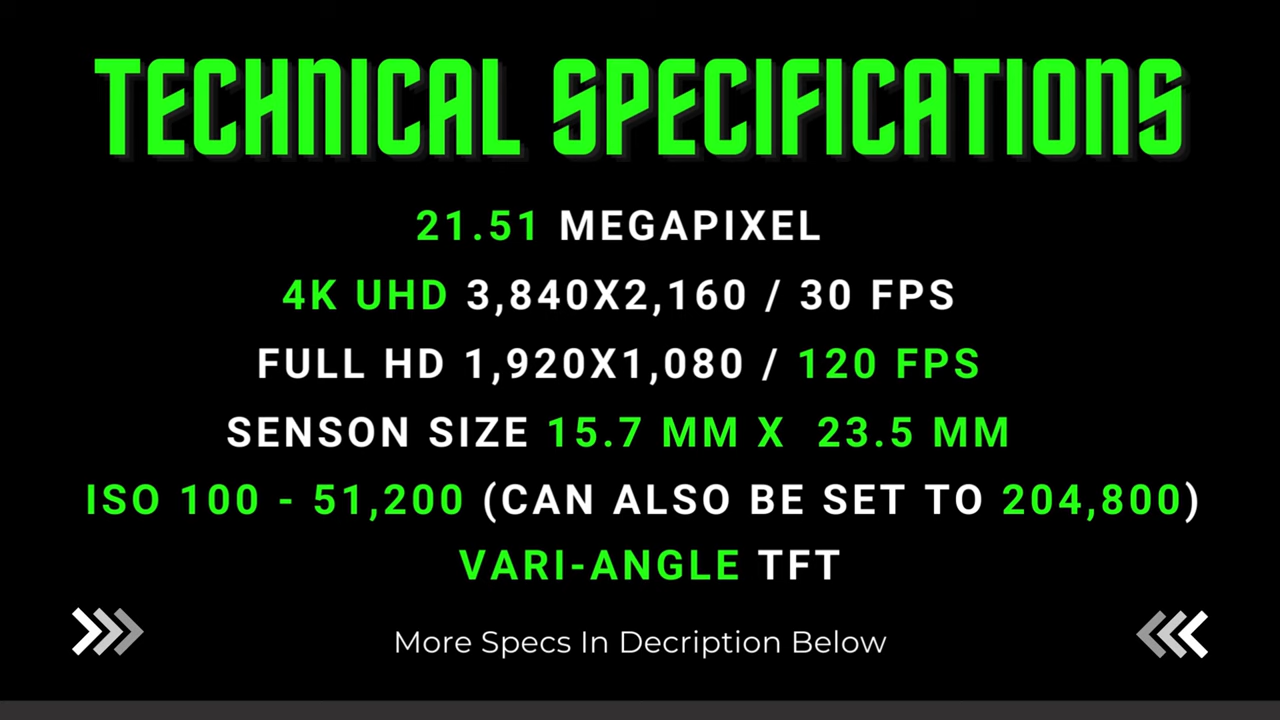 TECHNICAL SPECIFICATIONS
21.51 MEGAPIXEL
4K UHD 3,840X2,160 / 30 FPS
FULL HD 1,920X1,080 / 120 FPS
SENSON SIZE 15.7 MM X 23.5 MM
ISO 100 - 51,200 (CAN ALSO BE SET TO 204,800)
VARI-ANGLE TFT
More Specs In Decription Below